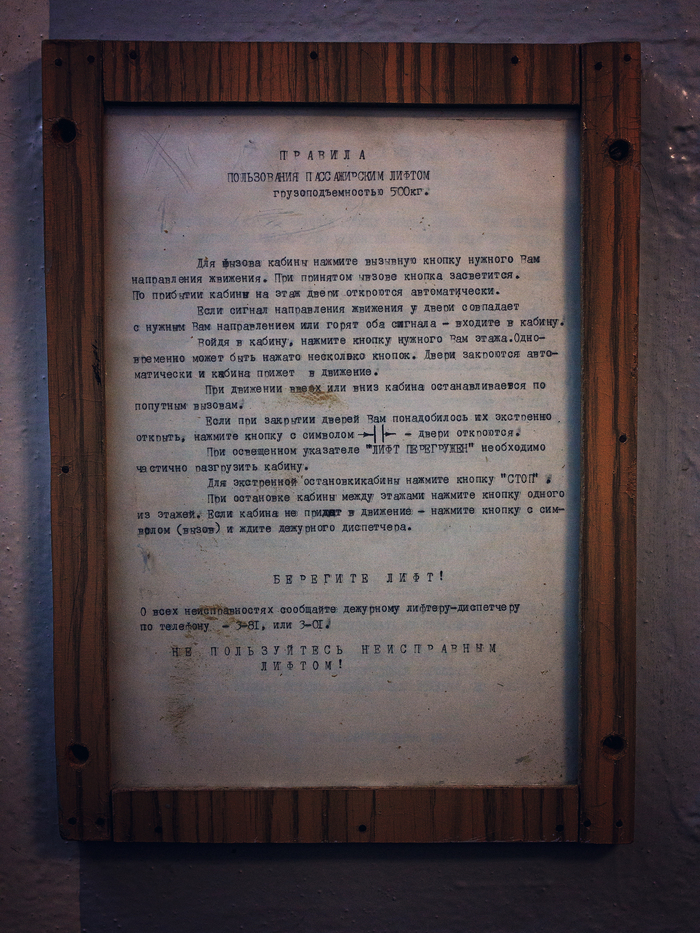 ПРАВИЛА
ПОЛЬЗОВАНИЯ ПАССАЖИРСКИМ ЛИФТОМ
грузоподъемностью 500кг.
Для вызова кабины нажмите вызывную кнопку нужного Вам
направления жвижения. При принятом ывзове кнопка засветится.
По прибытии кабины на этаж двери откроются автоматически.
Если сигнал направления жвижения у двери совпадает
с нужным Вам направлением или горят оба сигнала - входите в кабину.
Войдя в кабину, нажмите кнопку нужного Вам этажа.Одно-
временно может быть нажато несколько кнопок. Двери закроются авто-
матически и кабина прижет в движение.
При движении вверх или вниз кабина останавливается по
попутным вызовам.
Если при закрытии дверей Вам понадобилось их экстренно
открыть, нажмите кнопку с символом - двери откроются.
При освещенном указателе "ЛИФТ ПЕРЕГРУЖЕН" необходимо
частично разгрузить кабину.
Для экстренной остановкикабины нажмите кнопку "СТОП" .
При остановке кабины между этажами нажмите кнопку одного
из этажей. Если кабина не придет в движение - нажмите кнопку с сим-
волом (вызов) и ждите дежурного диспетчера.
БЕРЕГИТЕ ЛИФТ!
О всех неисправностях сообщайте дежурному лифтеру-диспетчеру
по телефону - 3-81, или 3-01.
НЕ ПОЛЬЗУЙТЕСЬ НЕИСПРАВНЫМ
ЛИФТОМ!